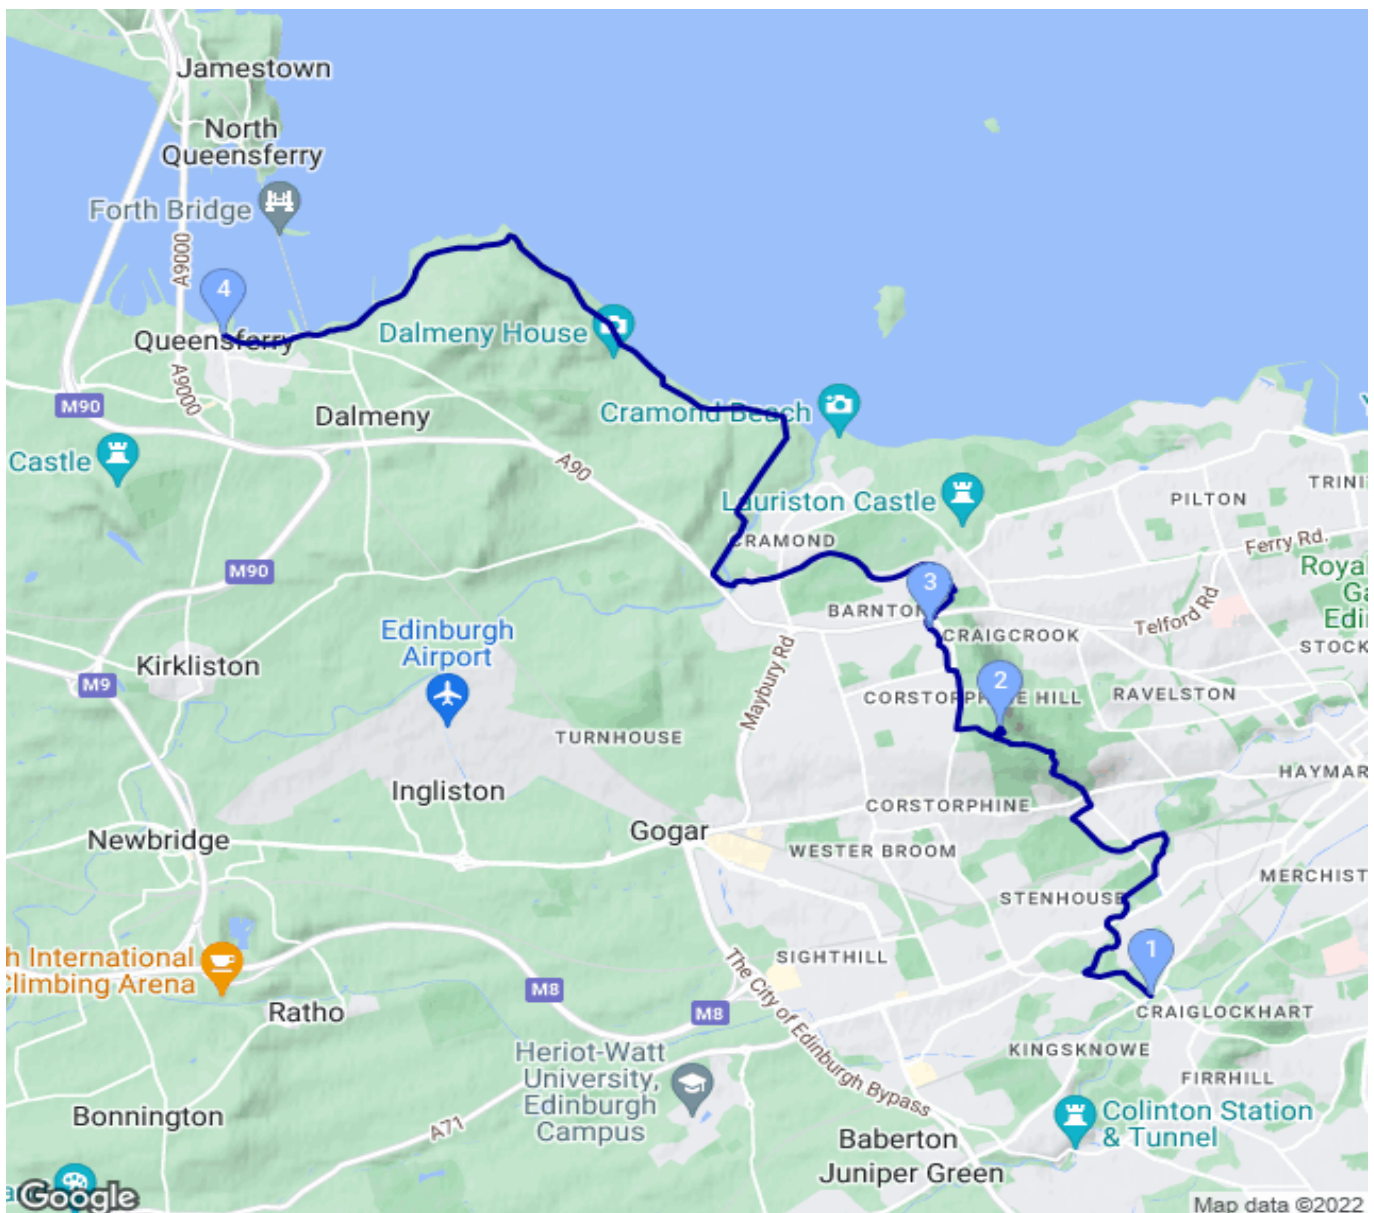 Jamestown
North
Queensferry
Forth Bridge
A9000
4
Queensferry
Dalmeny House
A9000
M90
Dalmeny
Cramond Beach
Castle
A90
Lauriston Castle
PILTON
TRINI
CRAMOND
Ferry Rd.
M90
Royal
Ga
Edi
3
BARNTON
Telford Rd
Edinburgh
Airport
CRAIGCROOK
STOCK
Kirkliston
Maybury Rd
M9
2
CORSTORPHINE HILL
RAVELSTON
TURNHOUSE
HAYMAR
Ingliston
CORSTORPHINE
Gogar
Newbridge
WESTER BROOM
MERCHIST
STENHOUSE
h International
Climbing Arena
SIGHTHILL
1
The City of Edinburgh Bypass
M8
M8
Ratho
CRAIGLOCKHART
Heriot-Watt
University,
Edinburgh
Campus
KINGSKNOWE
FIRRHILL
Bonnington
A71
Colinton Station
& Tunnel
Baberton
Juniper Green
Google
Map data ©2022